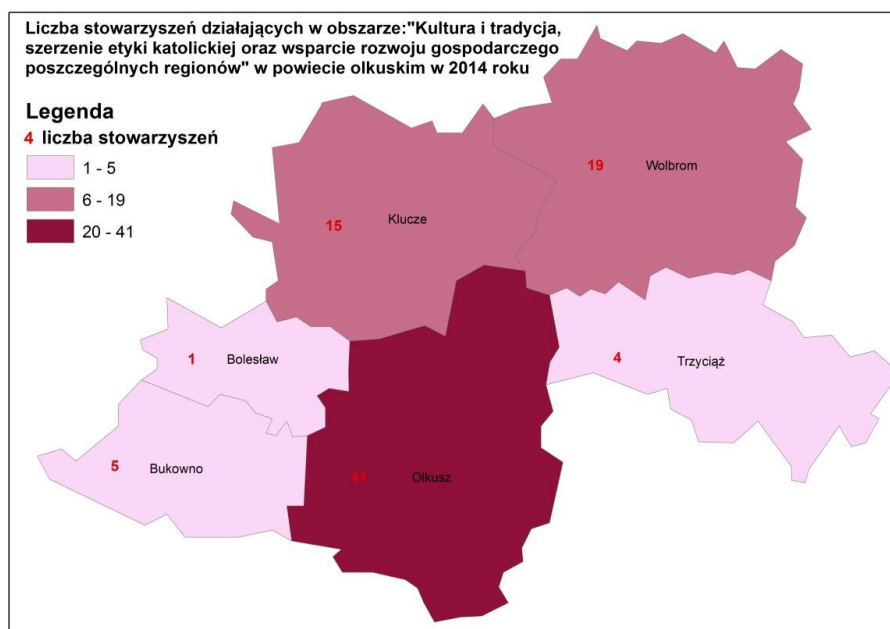 Liczba stowarzyszeń działających w obszarze:"Kultura i tradycja,
szerzenie etyki katolickiej oraz wsparcie rozwoju gospodarczego
poszczególnych regionów" w powiecie olkuskim w 2014 roku
Legenda
4 liczba stowarzyszeń
1 - 5
6 - 19
20 - 41
19 Wolbrom
15 Klucze
1 Bolesław
4 Trzyciąż
5 Bukowno
41 Olkusz